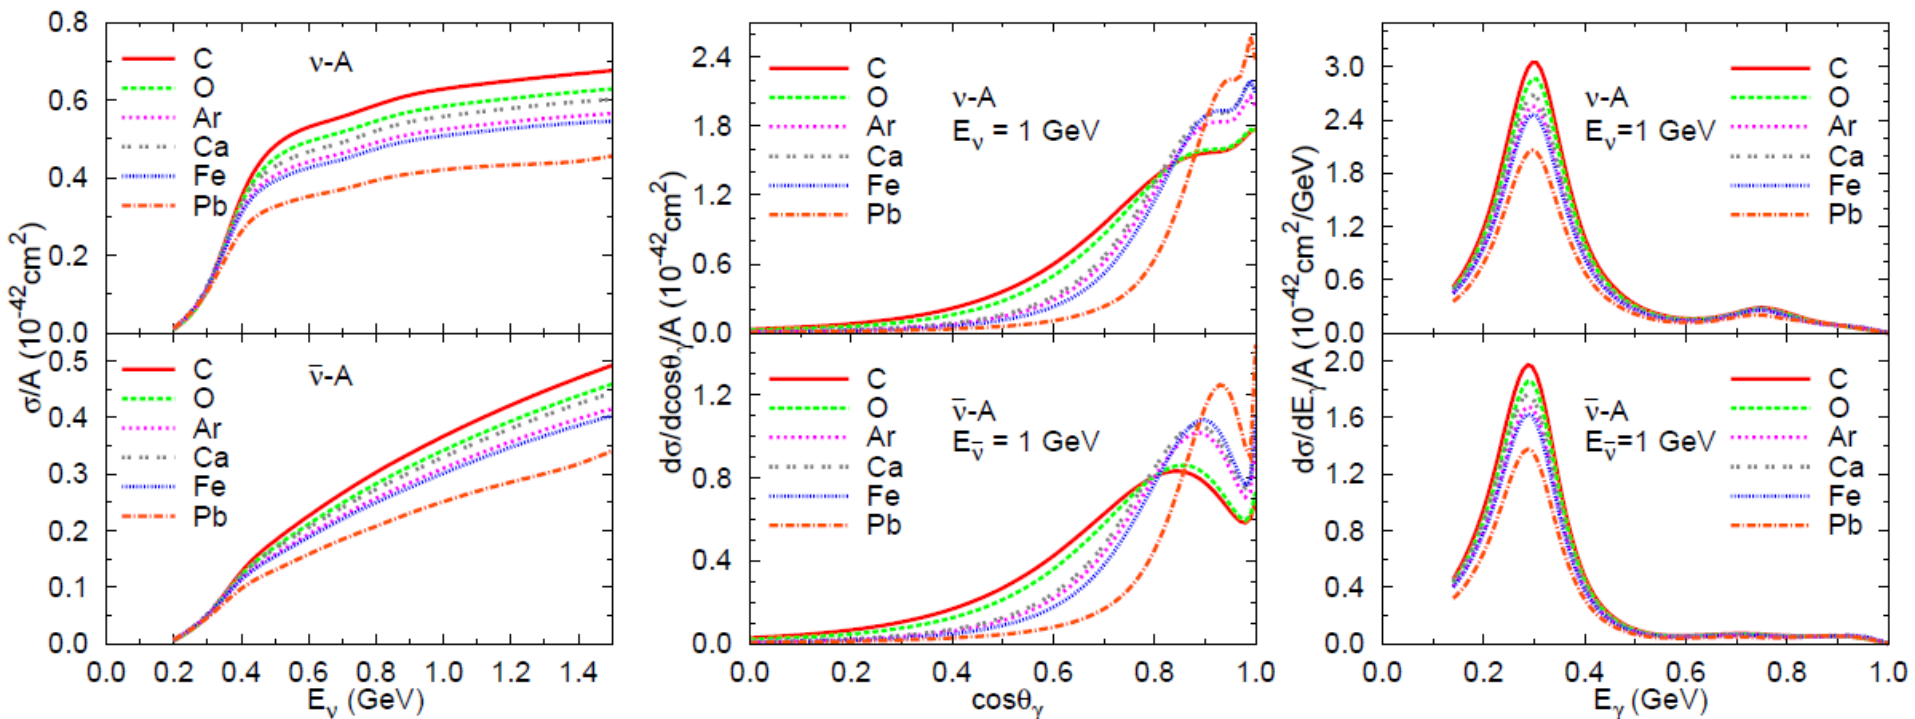 σ/A (10⁻⁴²cm²)
0.8
0.6
0.4
0.2
0.0
C
O
Ar
Ca
Fe
Pb
ν-A
0.5
0.4
0.3
0.2
0.1
0.0
C
O
Ar
Ca
Fe
Pb
ν̄-A
0.0 0.2 0.4 0.6 0.8 1.0 1.2 1.4
E_ν (GeV)
dσ/dcosθ_γ/A (10⁻⁴²cm²)
2.4
1.8
1.2
0.6
0.0
C
O
Ar
Ca
Fe
Pb
ν-A
E_ν = 1 GeV
1.2
0.8
0.4
0.0
C
O
Ar
Ca
Fe
Pb
ν̄-A
E_ν̄ = 1 GeV
0.0 0.2 0.4 0.6 0.8 1.0
cosθ_γ
dσ/dE_γ/A (10⁻⁴²cm²/GeV)
3.0
2.4
1.8
1.2
0.6
0.0
ν-A
E_ν=1 GeV
C
O
Ar
Ca
Fe
Pb
2.0
1.6
1.2
0.8
0.4
0.0
ν̄-A
E_ν̄=1 GeV
C
O
Ar
Ca
Fe
Pb
0.0 0.2 0.4 0.6 0.8 1.0
E_γ (GeV)